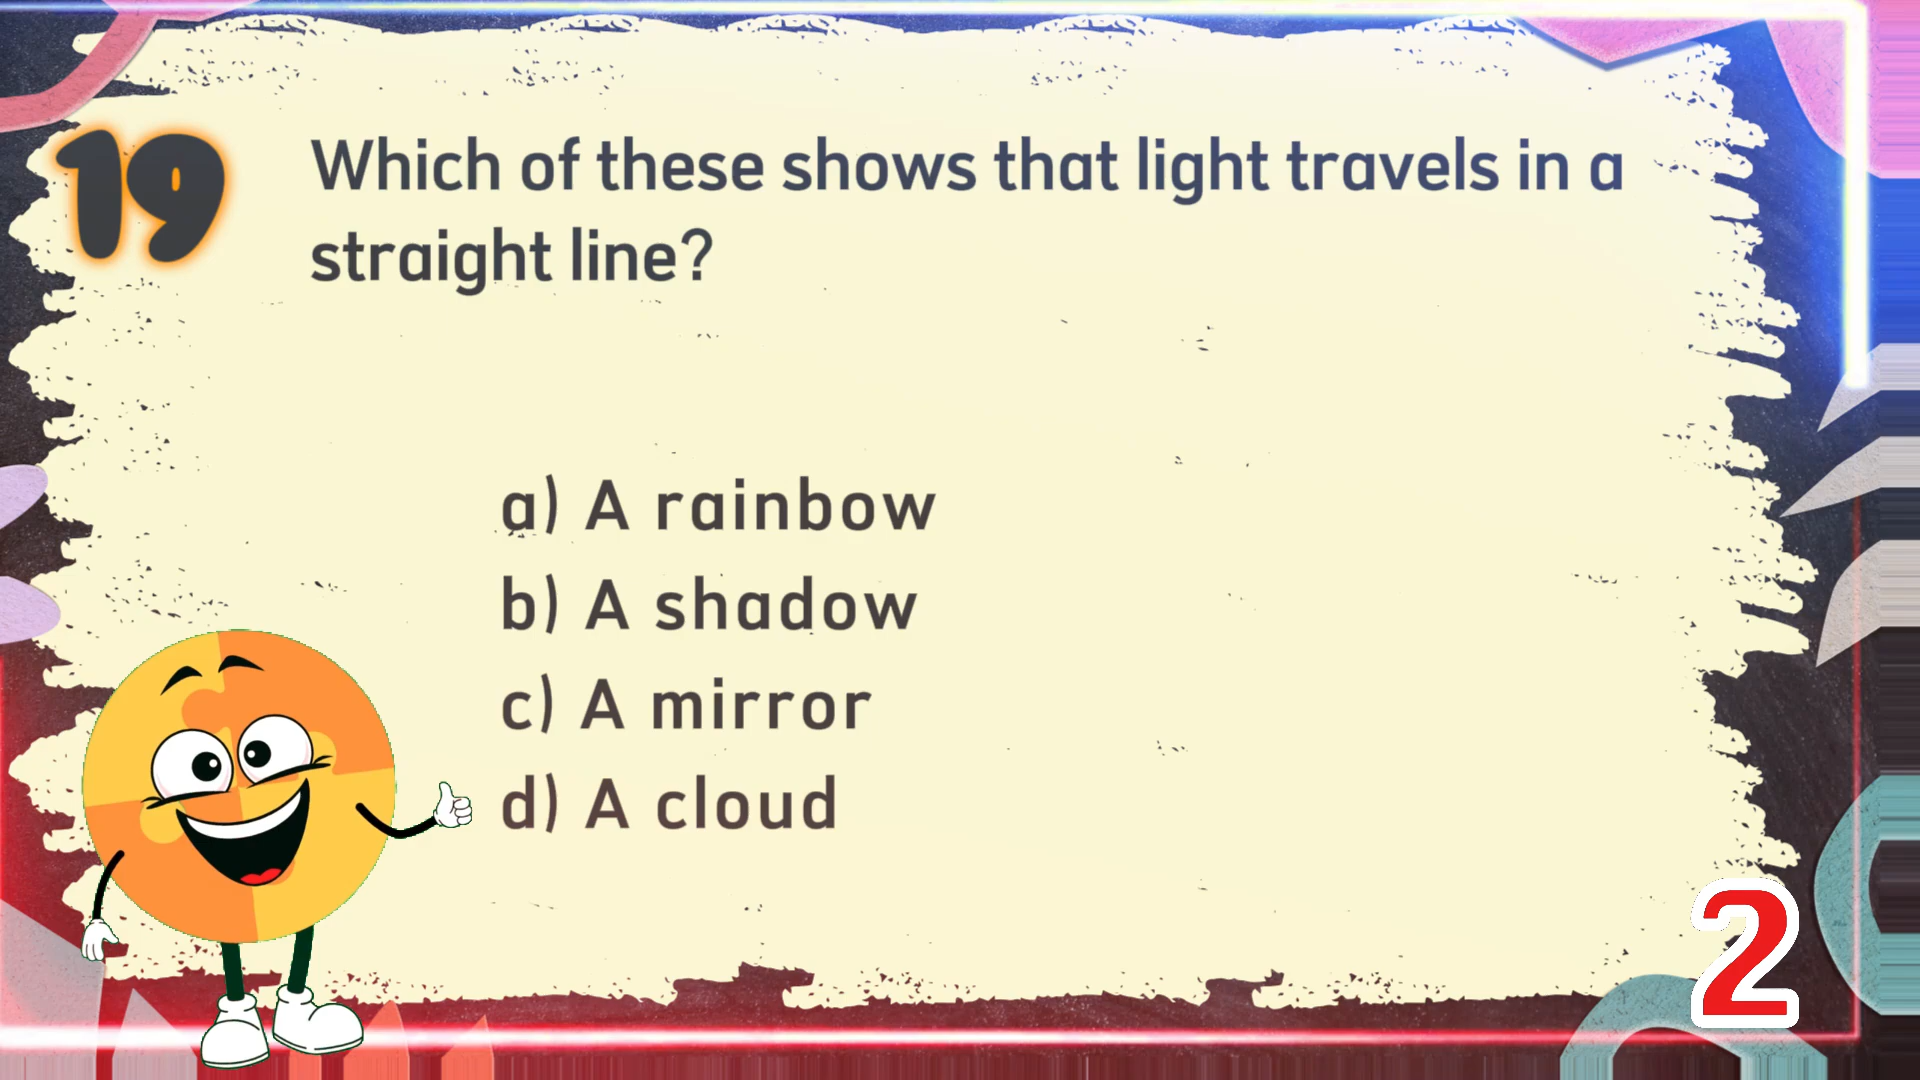 19
Which of these shows that light travels in a
straight line?
a) A rainbow
b) A shadow
c) A mirror
d) A cloud
2